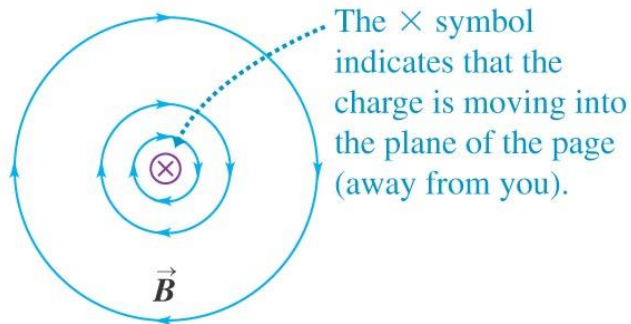 The × symbol
indicates that the
charge is moving into
the plane of the page
(away from you).
×
B⃗